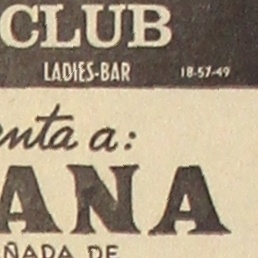 CLUB
LADIES-BAR 18-57-49
enta a:
ANA
ÑADA DE